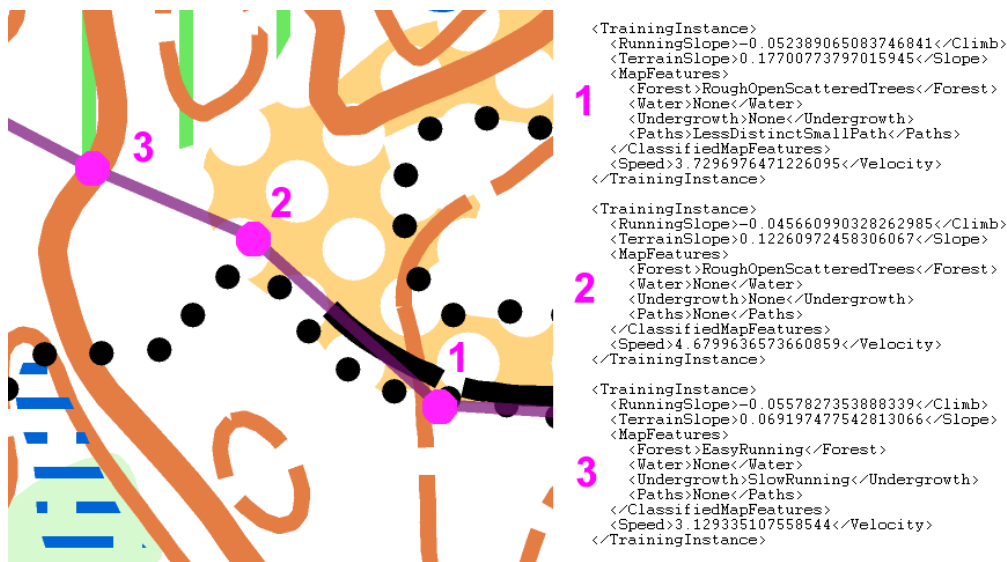 3
2
1
1
<TrainingInstance>
<RunningSlope>-0.052389065083746841</Climb>
<TerrainSlope>0.17700773797015945</Slope>
<MapFeatures>
<Forest>RoughOpenScatteredTrees</Forest>
<Water>None</Water>
<Undergrowth>None</Undergrowth>
<Paths>LessDistinctSmallPath</Paths>
</ClassifiedMapFeatures>
<Speed>3.7296976471226095</Velocity>
</TrainingInstance>
2
<TrainingInstance>
<RunningSlope>-0.045660990328262985</Climb>
<TerrainSlope>0.12260972458306067</Slope>
<MapFeatures>
<Forest>RoughOpenScatteredTrees</Forest>
<Water>None</Water>
<Undergrowth>None</Undergrowth>
<Paths>None</Paths>
</ClassifiedMapFeatures>
<Speed>4.6799636573660859</Velocity>
</TrainingInstance>
3
<TrainingInstance>
<RunningSlope>-0.0557827353888339</Climb>
<TerrainSlope>0.069197477542813066</Slope>
<MapFeatures>
<Forest>EasyRunning</Forest>
<Water>None</Water>
<Undergrowth>SlowRunning</Undergrowth>
<Paths>None</Paths>
</ClassifiedMapFeatures>
<Speed>3.129335107558544</Velocity>
</TrainingInstance>